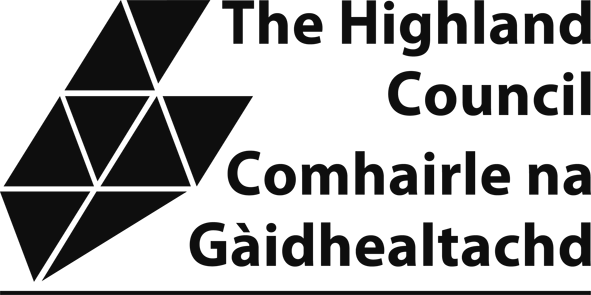 The Highland
Council
Comhairle na
Gàidhealtachd